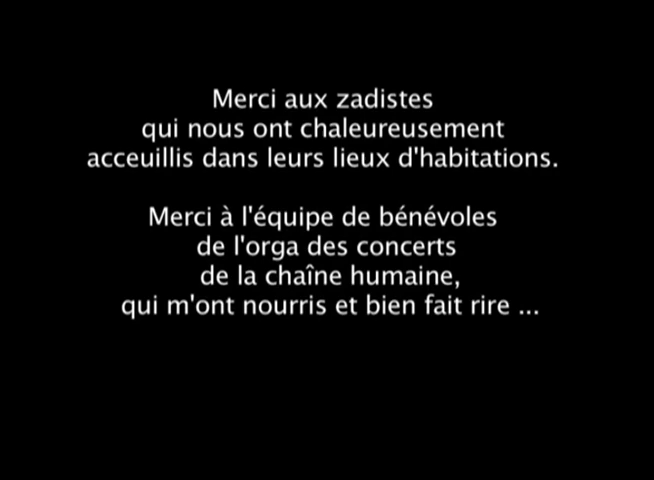 Merci aux zadistes
qui nous ont chaleureusement
acceuillis dans leurs lieux d'habitations.
Merci à l'équipe de bénévoles
de l'orga des concerts
de la chaîne humaine,
qui m'ont nourris et bien fait rire ...